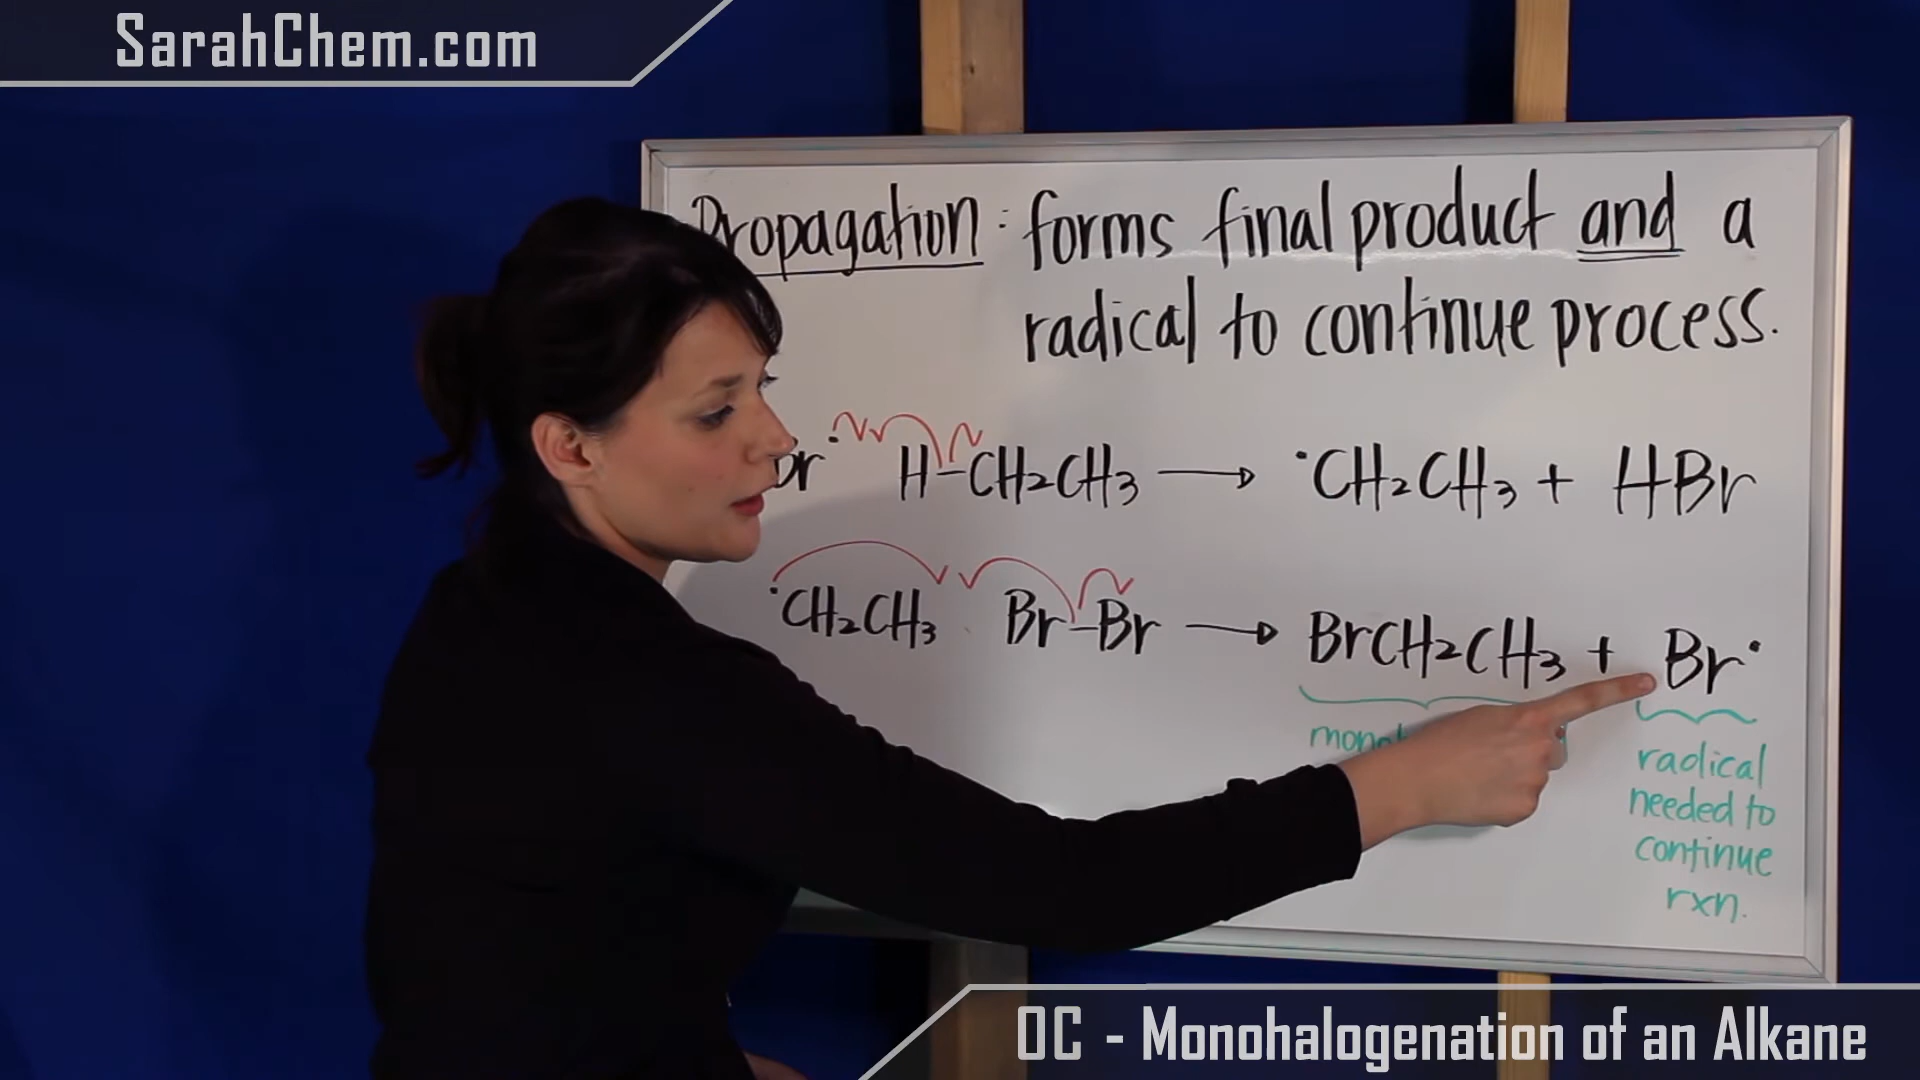 SarahChem.com
Propagation: forms final product and a
radical to continue process.
Br· H-CH2CH3 → ·CH2CH3 + HBr
·CH2CH3 Br-Br → BrCH2CH3 + Br·
radical
needed to
continue
rxn.
OC - Monohalogenation of an Alkane